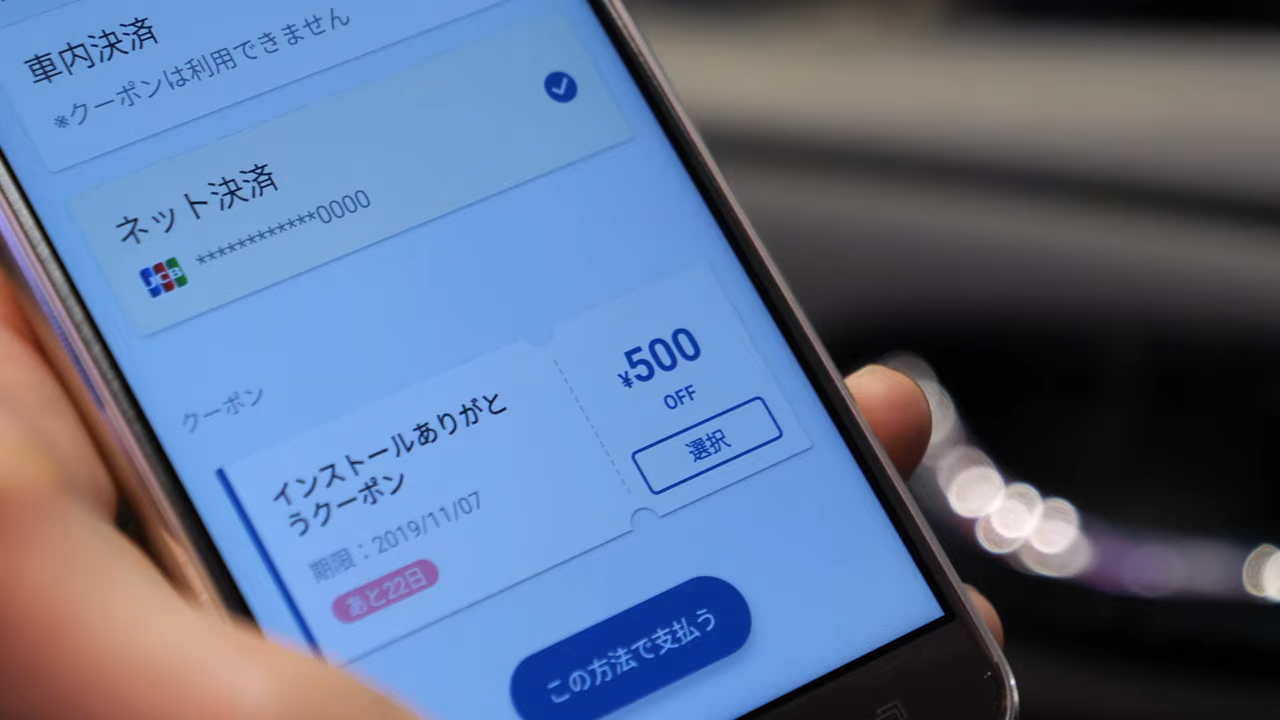 車内決済
※クーポンは利用できません
ネット決済
JCB ************0000
クーポン
インストールありがと
うクーポン
期限：2019/11/07
あと22日
¥500
OFF
選択
この方法で支払う